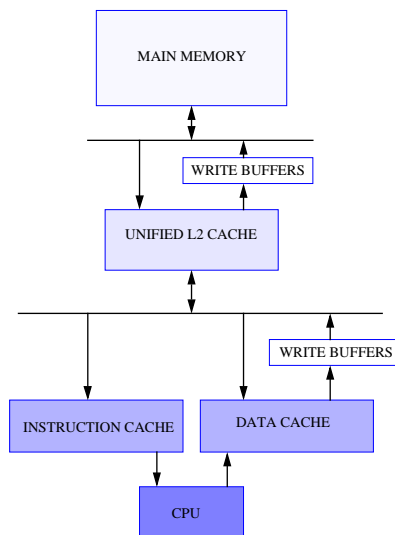 MAIN MEMORY
WRITE BUFFERS
UNIFIED L2 CACHE
WRITE BUFFERS
INSTRUCTION CACHE
DATA CACHE
CPU